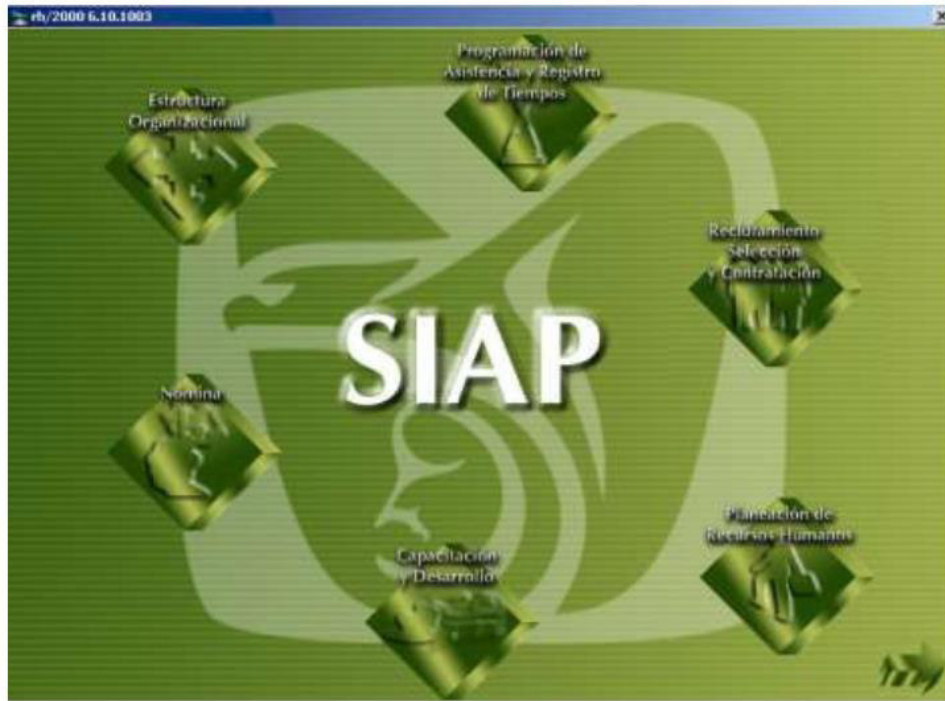 rh/2000 6.10.1003
Programación de
Asistencia y Registro
de Tiempos
Estructura
Organizacional
Reclutamiento
Selección
y Contratación
SIAP
Nomina
Planeación de
Recursos Humanos
Capacitación
y Desarrollo